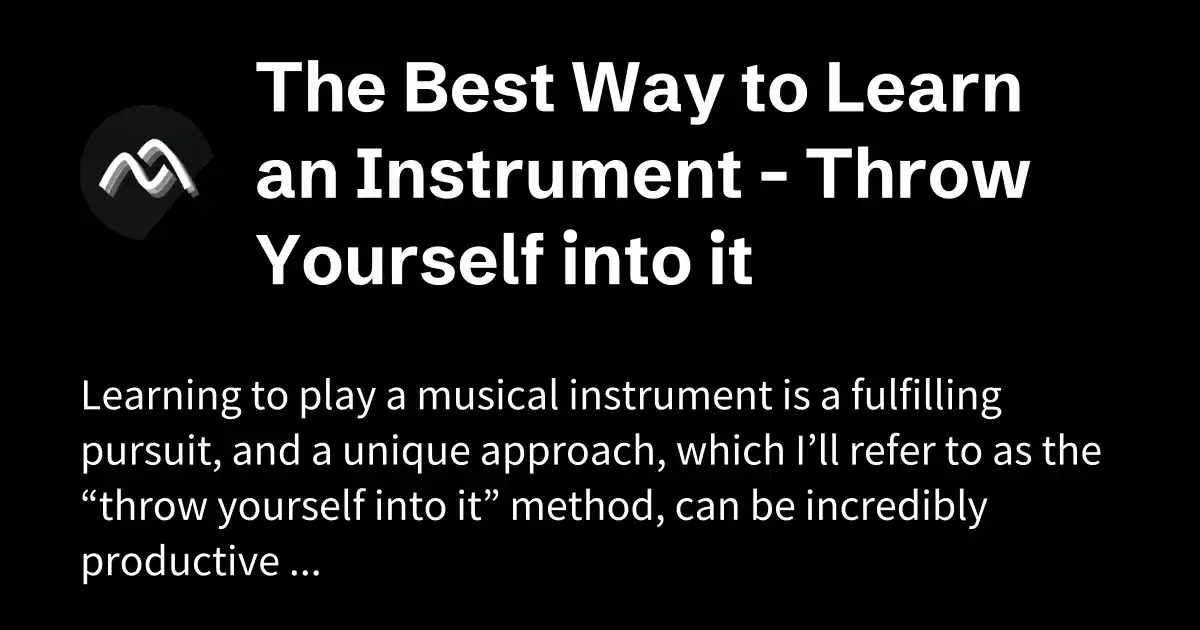 The Best Way to Learn
an Instrument - Throw
Yourself into it
Learning to play a musical instrument is a fulfilling
pursuit, and a unique approach, which I’ll refer to as the
“throw yourself into it” method, can be incredibly
productive ...